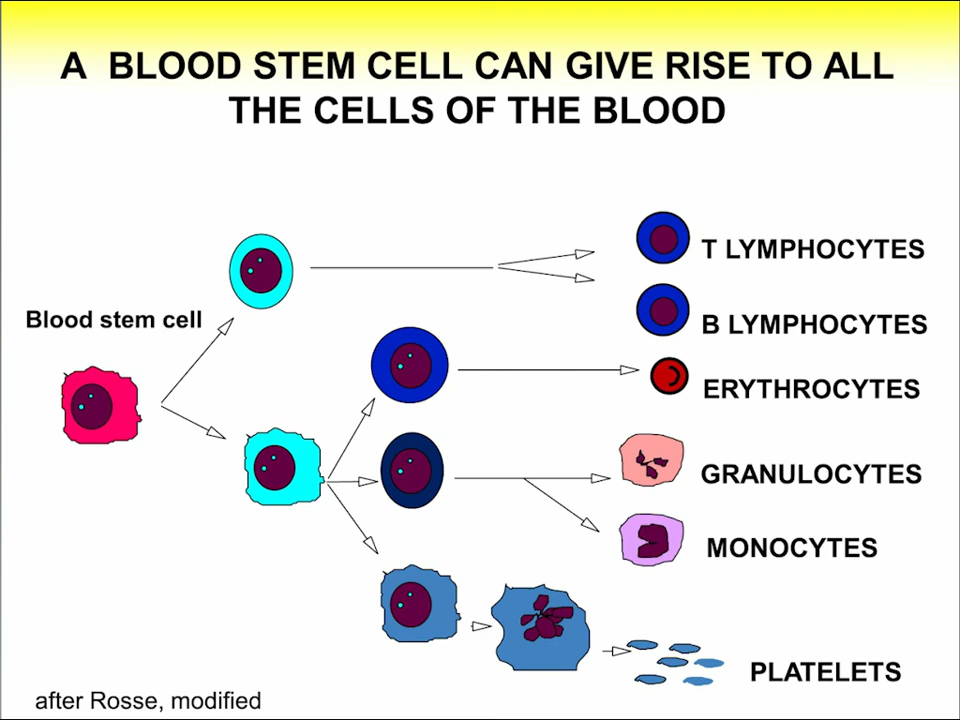 A BLOOD STEM CELL CAN GIVE RISE TO ALL
THE CELLS OF THE BLOOD
T LYMPHOCYTES
Blood stem cell
B LYMPHOCYTES
ERYTHROCYTES
GRANULOCYTES
MONOCYTES
PLATELETS
after Rosse, modified